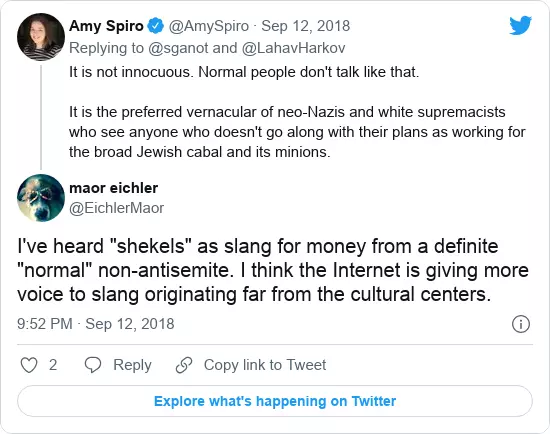 Amy Spiro @AmySpiro · Sep 12, 2018
Replying to @sganot and @LahavHarkov
It is not innocuous. Normal people don't talk like that.
It is the preferred vernacular of neo-Nazis and white supremacists
who see anyone who doesn't go along with their plans as working for
the broad Jewish cabal and its minions.
maor eichler
@EichlerMaor
I've heard "shekels" as slang for money from a definite
"normal" non-antisemite. I think the Internet is giving more
voice to slang originating far from the cultural centers.
9:52 PM · Sep 12, 2018
2 Reply Copy link to Tweet
Explore what's happening on Twitter